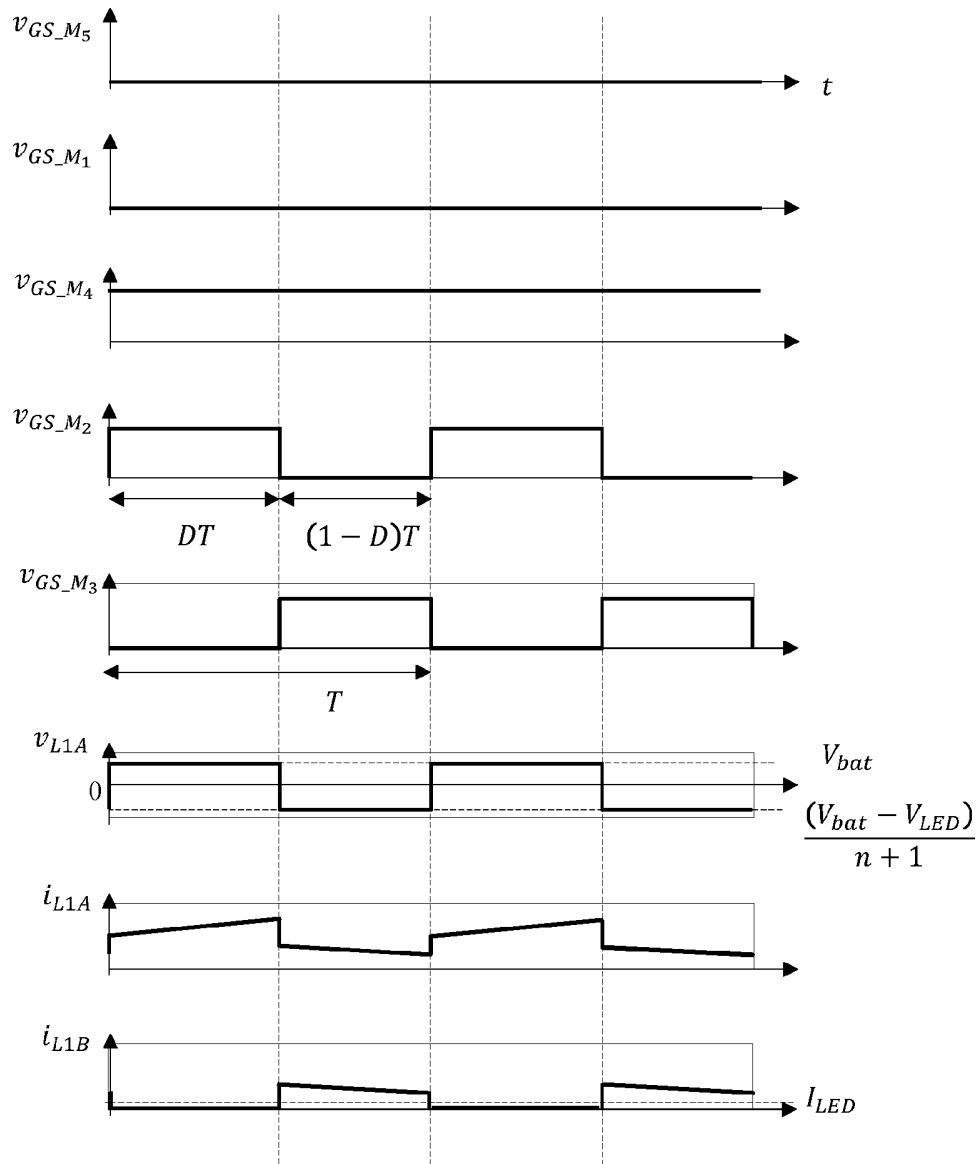 v_{GS_M_5}
t
v_{GS_M_1}
v_{GS_M_4}
v_{GS_M_2}
DT
(1 − D)T
v_{GS_M_3}
T
v_{L1A}
V_{bat}
0
(V_{bat} − V_{LED})
n + 1
i_{L1A}
i_{L1B}
I_{LED}